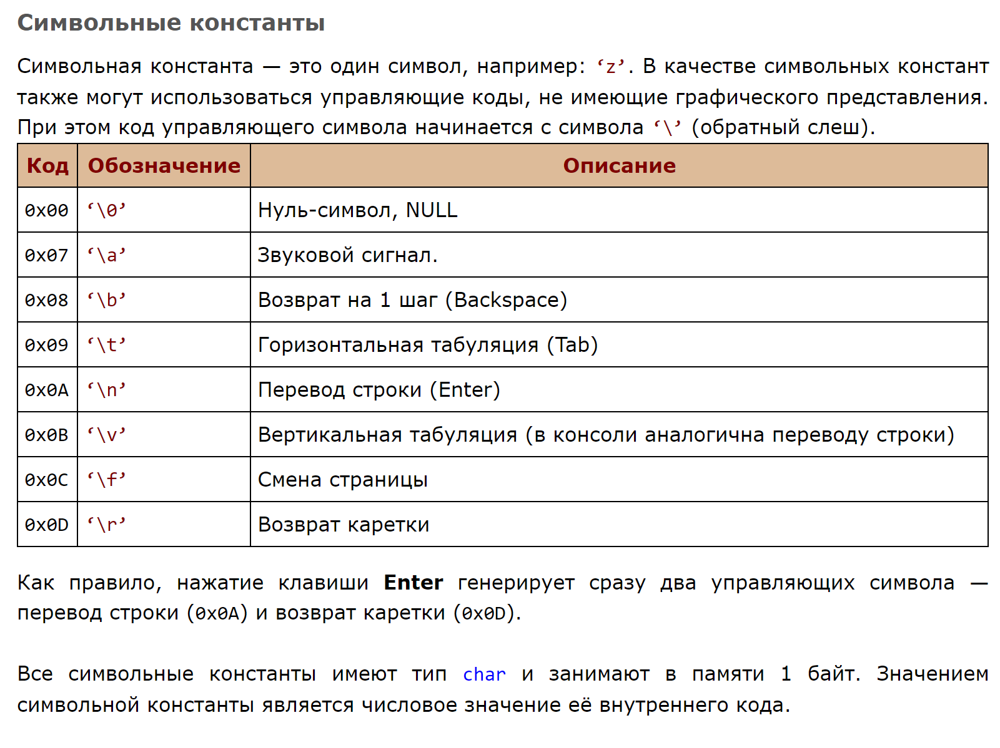 Символьные константы
Символьная константа — это один символ, например: ‘z’. В качестве символьных констант
также могут использоваться управляющие коды, не имеющие графического представления.
При этом код управляющего символа начинается с символа ‘\’ (обратный слеш).
Код Обозначение Описание
0x00 ‘\0’ Нуль-символ, NULL
0x07 ‘\a’ Звуковой сигнал.
0x08 ‘\b’ Возврат на 1 шаг (Backspace)
0x09 ‘\t’ Горизонтальная табуляция (Tab)
0x0A ‘\n’ Перевод строки (Enter)
0x0B ‘\v’ Вертикальная табуляция (в консоли аналогична переводу строки)
0x0C ‘\f’ Смена страницы
0x0D ‘\r’ Возврат каретки
Как правило, нажатие клавиши Enter генерирует сразу два управляющих символа —
перевод строки (0x0A) и возврат каретки (0x0D).
Все символьные константы имеют тип char и занимают в памяти 1 байт. Значением
символьной константы является числовое значение её внутреннего кода.